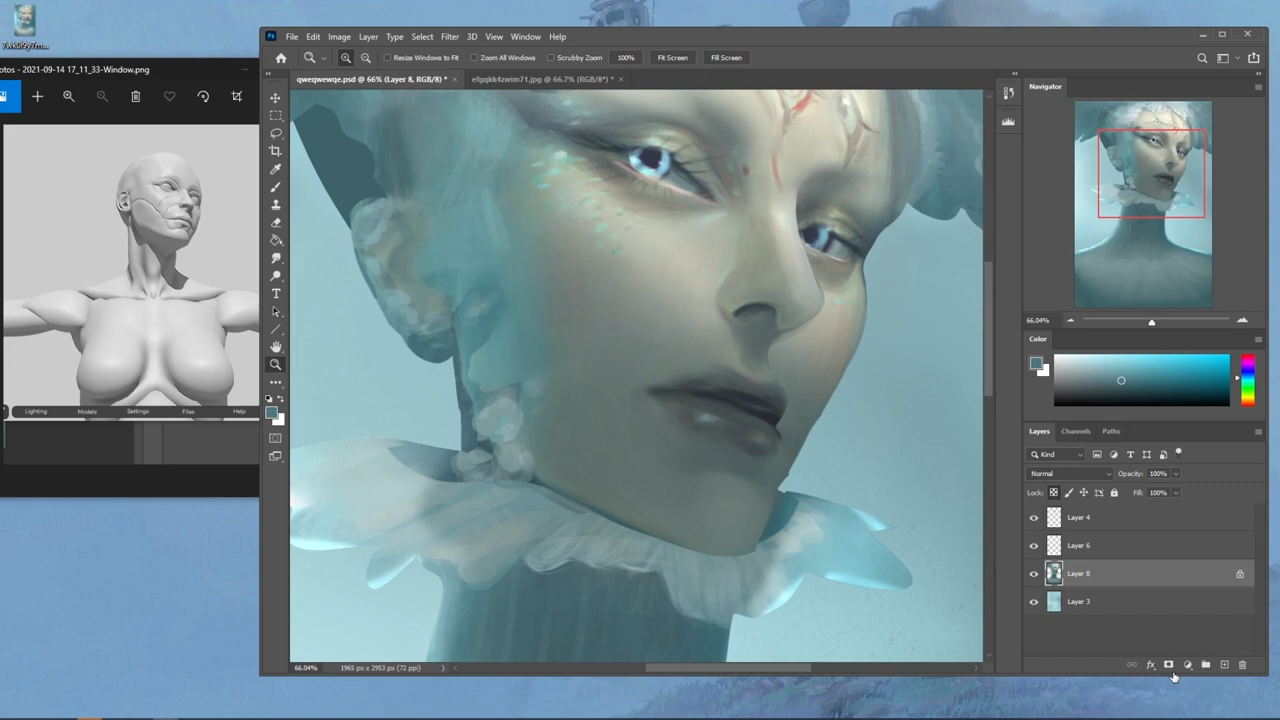 7wk0l9y7m...
otos - 2021-09-14 17_11_33-Window.png
Lighting Models Settings Files Help
Ps File Edit Image Layer Type Select Filter 3D View Window Help
Resize Windows to Fit Zoom All Windows Scrubby Zoom 100% Fit Screen Fill Screen
qweqwewqe.psd @ 66% (Layer 8, RGB/8) * × efgqkk4zwim71.jpg @ 66.7% (RGB/8*) * ×
66.04% 1965 px x 2953 px (72 ppi)
Navigator
66.04%
Color
Layers Channels Paths
Kind
Normal Opacity: 100%
Lock: Fill: 100%
Layer 4
Layer 6
Layer 8
Layer 3
fx